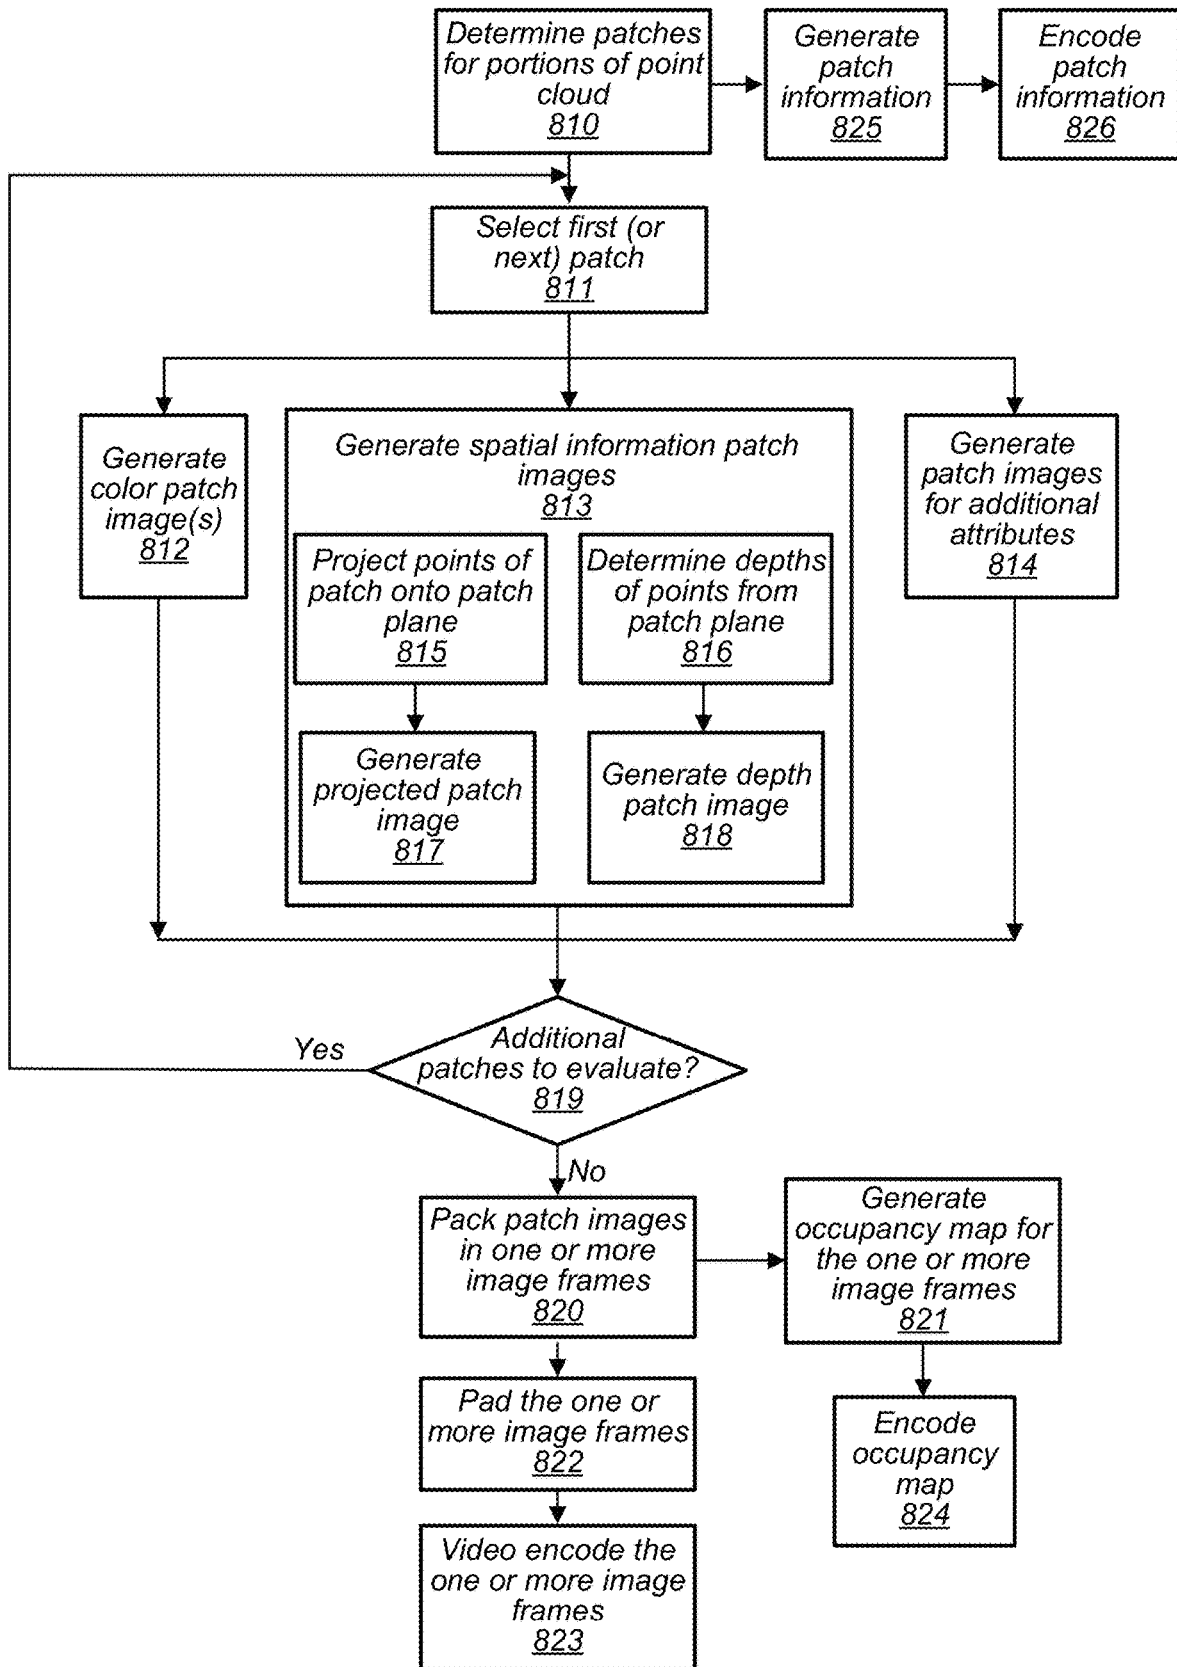 Determine patches
for portions of point
cloud
810
Generate
patch
information
825
Encode
patch
information
826
Select first (or
next) patch
811
Generate
color patch
image(s)
812
Generate spatial information patch
images
813
Project points of
patch onto patch
plane
815
Determine depths
of points from
patch plane
816
Generate
projected patch
image
817
Generate depth
patch image
818
Generate
patch images
for additional
attributes
814
Additional
patches to evaluate?
819
Yes
No
Pack patch images
in one or more
image frames
820
Generate
occupancy map for
the one or more
image frames
821
Pad the one or
more image frames
822
Encode
occupancy
map
824
Video encode the
one or more image
frames
823